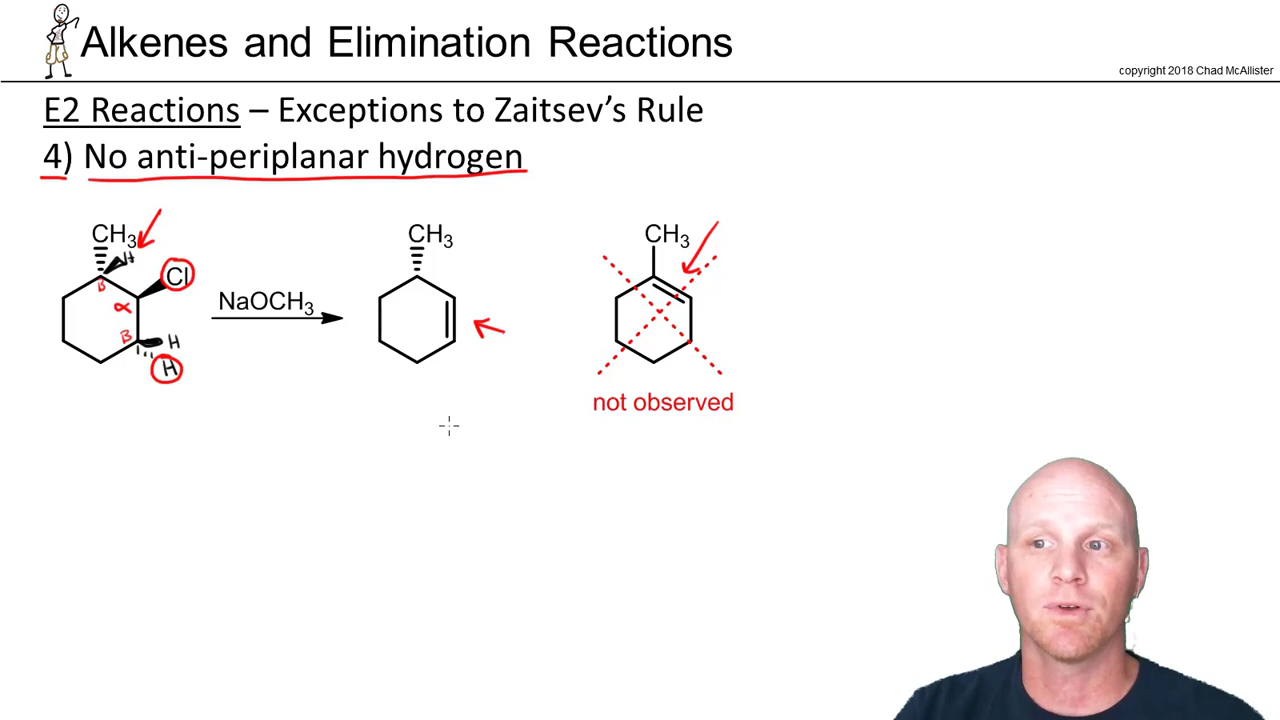 Alkenes and Elimination Reactions
copyright 2018 Chad McAllister
E2 Reactions – Exceptions to Zaitsev's Rule
4) No anti-periplanar hydrogen
CH3
H
Cl
B
α
B
H
H
NaOCH3
CH3
CH3
not observed